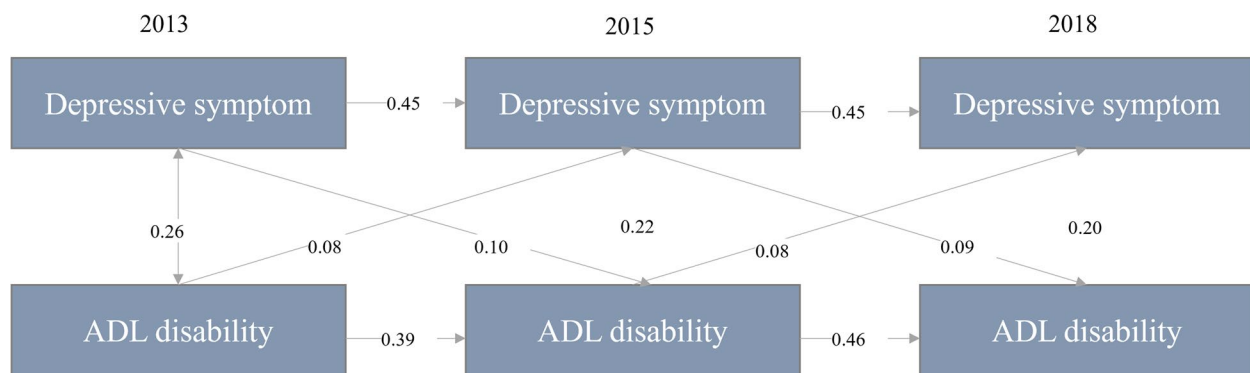 2013 2015 2018
Depressive symptom 0.45 Depressive symptom 0.45 Depressive symptom
0.26 0.08 0.10 0.22 0.08 0.09 0.20
ADL disability 0.39 ADL disability 0.46 ADL disability